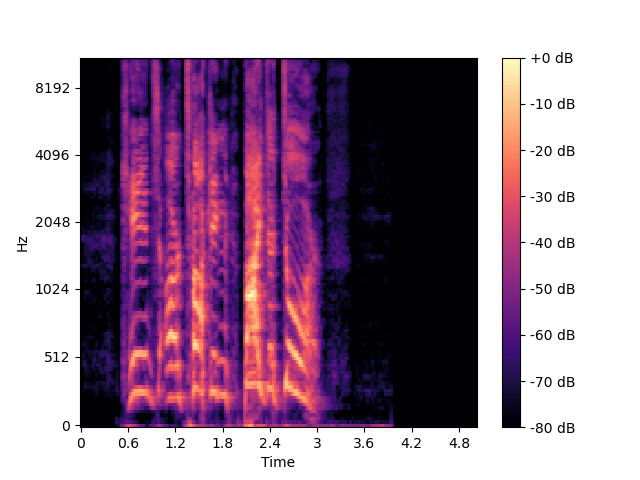 8192
4096
2048
1024
512
0
Hz
0 0.6 1.2 1.8 2.4 3 3.6 4.2 4.8
Time
+0 dB
-10 dB
-20 dB
-30 dB
-40 dB
-50 dB
-60 dB
-70 dB
-80 dB